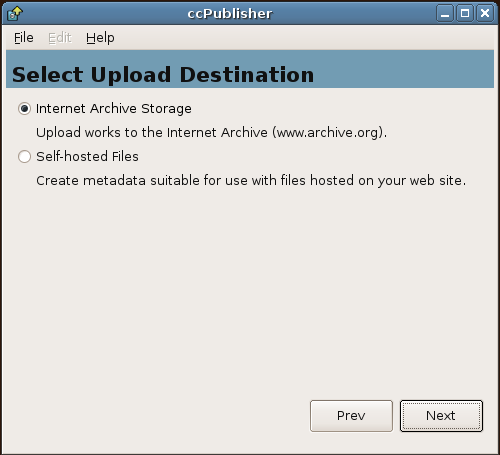 ccPublisher
File Edit Help
Select Upload Destination
Internet Archive Storage
Upload works to the Internet Archive (www.archive.org).
Self-hosted Files
Create metadata suitable for use with files hosted on your web site.
Prev Next